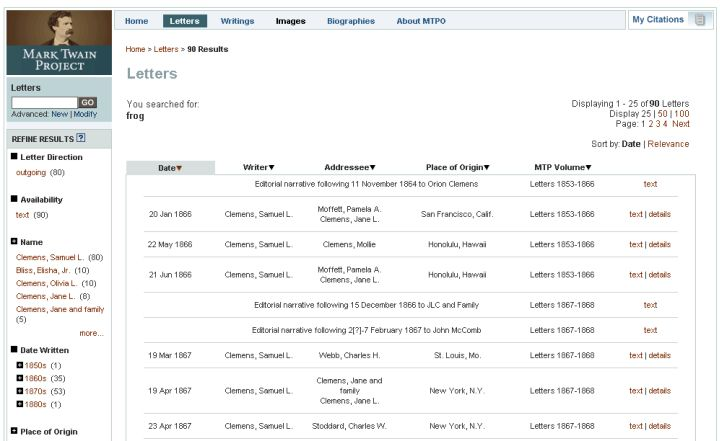 Home Letters Writings Images Biographies About MTPO My Citations
MARK TWAIN
PROJECT
Home > Letters > 90 Results
Letters
You searched for:
frog
Displaying 1 - 25 of 90 Letters
Display 25 | 50 | 100
Page: 1 2 3 4 Next
Sort by: Date | Relevance
Letters
GO
Advanced: New | Modify
REFINE RESULTS ?
Letter Direction
outgoing (80)
Availability
text (90)
Name
Clemens, Samuel L. (80)
Bliss, Elisha, Jr. (10)
Clemens, Olivia L. (10)
Clemens, Jane L. (8)
Clemens, Jane and family
(5)
more...
Date Written
1850s (1)
1860s (35)
1870s (53)
1880s (1)
Place of Origin
Date▼ Writer▼ Addressee▼ Place of Origin▼ MTP Volume▼
Editorial narrative following 11 November 1864 to Orion Clemens Letters 1853-1866 text
Moffett, Pamela A.
20 Jan 1866 Clemens, Samuel L. San Francisco, Calif. Letters 1853-1866 text | details
Clemens, Jane L.
22 May 1866 Clemens, Samuel L. Clemens, Mollie Honolulu, Hawaii Letters 1853-1866 text | details
Moffett, Pamela A.
21 Jun 1866 Clemens, Samuel L. Honolulu, Hawaii Letters 1853-1866 text | details
Clemens, Jane L.
Editorial narrative following 15 December 1866 to JLC and Family Letters 1867-1868 text
Editorial narrative following 2[?]-7 February 1867 to John McComb Letters 1867-1868 text
19 Mar 1867 Clemens, Samuel L. Webb, Charles H. St. Louis, Mo. Letters 1867-1868 text | details
Clemens, Jane and
19 Apr 1867 Clemens, Samuel L. family New York, N.Y. Letters 1867-1868 text | details
Clemens, Jane L.
23 Apr 1867 Clemens, Samuel L. Stoddard, Charles W. New York, N.Y. Letters 1867-1868 text | details